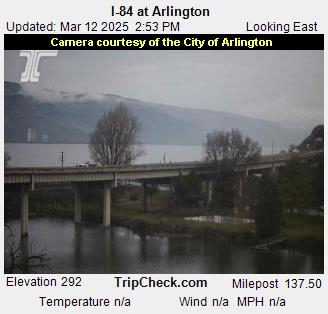 I-84 at Arlington
Updated: Mar 12 2025 2:53 PM Looking East
Camera courtesy of the City of Arlington
Elevation 292 TripCheck.com Milepost 137.50
Temperature n/a Wind n/a MPH n/a